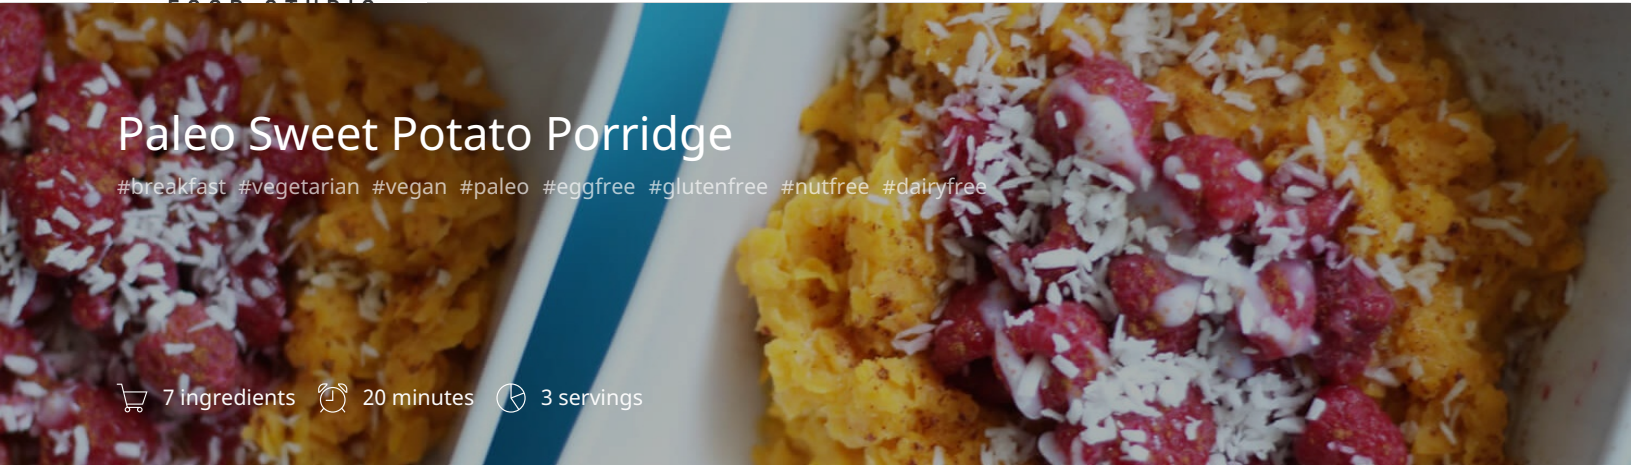 Paleo Sweet Potato Porridge
#breakfast #vegetarian #vegan #paleo #eggfree #glutenfree #nutfree #dairyfree
7 ingredients 20 minutes 3 servings